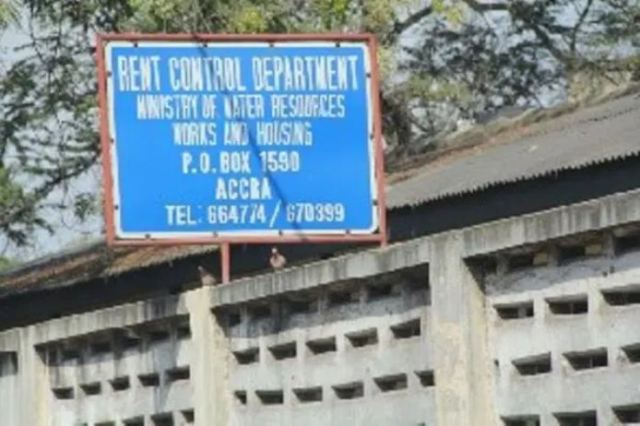 RENT CONTROL DEPARTMENT
MINISTRY OF WATER RESOURCES
WORKS AND HOUSING
P.O. BOX 1590
ACCRA
TEL: 664774 / 670399